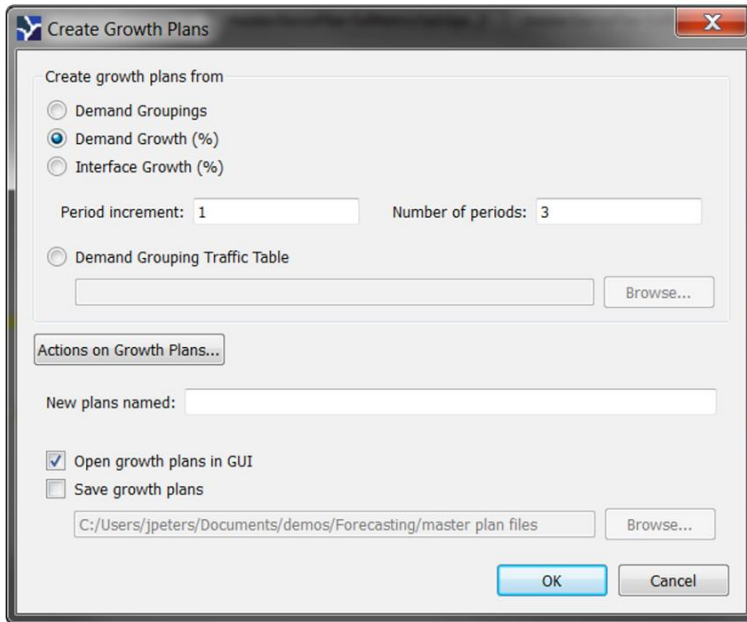 Create Growth Plans
Create growth plans from
Demand Groupings
Demand Growth (%)
Interface Growth (%)
Period increment: 1 Number of periods: 3
Demand Grouping Traffic Table
Browse...
Actions on Growth Plans...
New plans named:
Open growth plans in GUI
Save growth plans
C:/Users/jpeters/Documents/demos/Forecasting/master plan files Browse...
OK Cancel